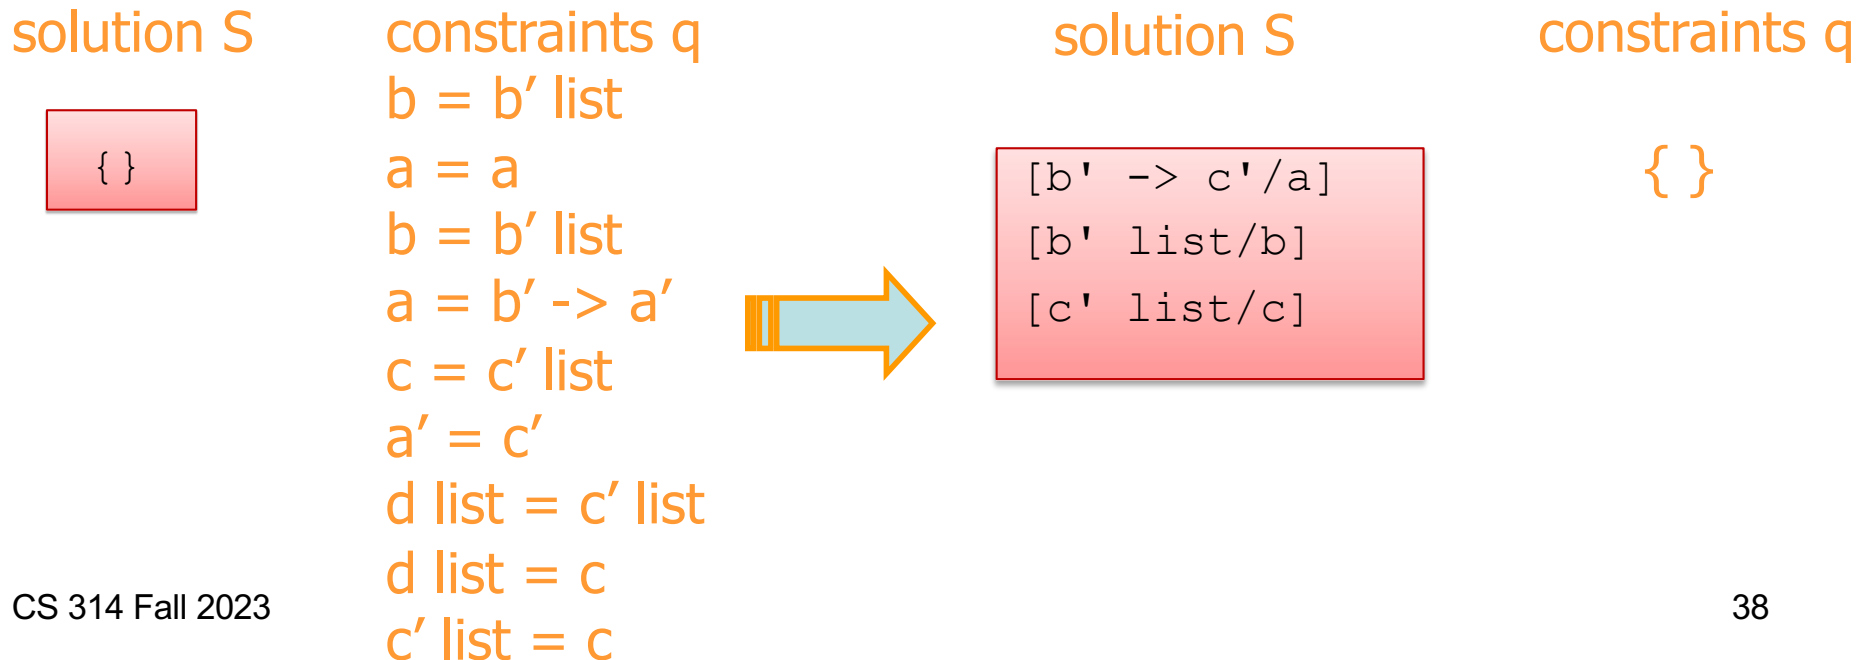 solution S
{ }
constraints q
b = b′ list
a = a
b = b′ list
a = b′ -> a′
c = c′ list
a′ = c′
d list = c′ list
d list = c
c′ list = c
solution S
[b' -> c'/a]
[b' list/b]
[c' list/c]
constraints q
{ }
CS 314 Fall 2023
38